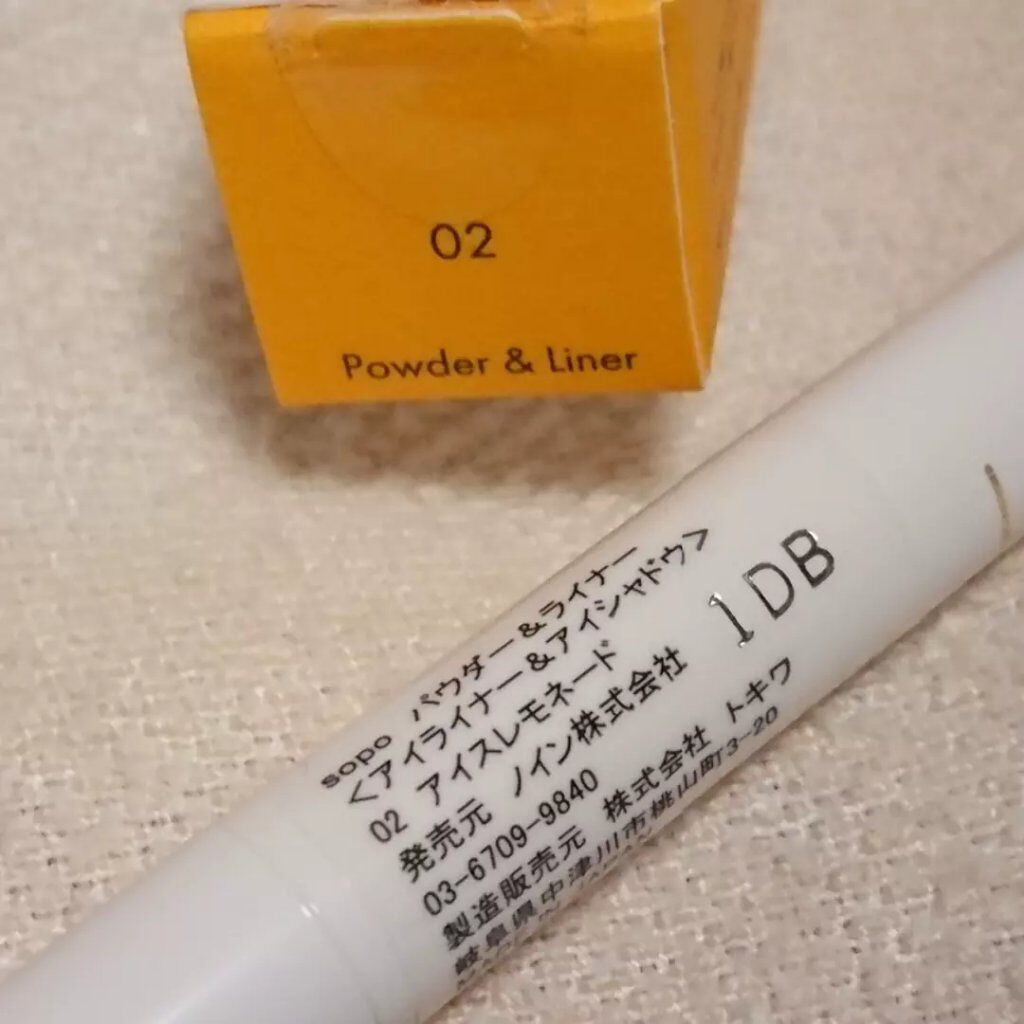 02
Powder & Liner
sopo パウダー&ライナー
<アイライナー&アイシャドウ>
02 アイスレモネード
発売元 ノイン株式会社
03-6709-9840
製造販売元 株式会社 トキワ
岐阜県中津川市桃山町3-20
1DB